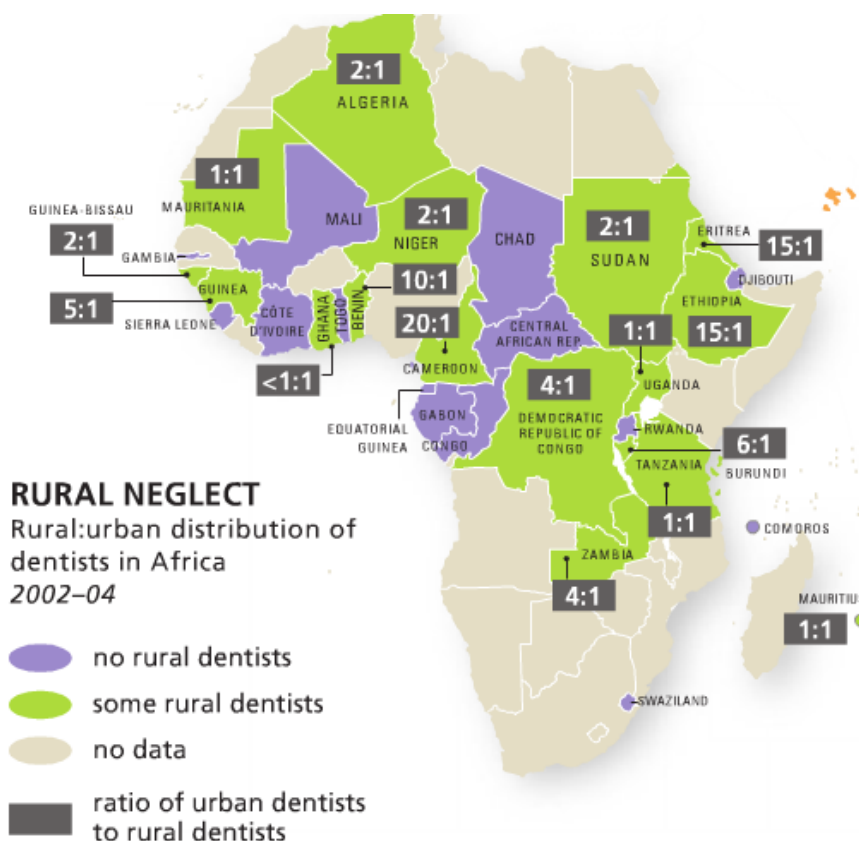 2:1
ALGERIA
1:1
MAURITANIA
GUINEA-BISSAU
2:1
GAMBIA
MALI
2:1
NIGER
CHAD
2:1
SUDAN
ERITREA
15:1
DJIBOUTI
5:1
GUINEA
SIERRA LEONE
CÔTE
D'IVOIRE
GHANA
TOGO
BENIN
10:1
<1:1
20:1
CAMEROON
CENTRAL
AFRICAN REP.
ETHIOPIA
15:1
1:1
UGANDA
EQUATORIAL
GUINEA
GABON
CONGO
4:1
DEMOCRATIC
REPUBLIC OF
CONGO
RWANDA
6:1
BURUNDI
TANZANIA
1:1
COMOROS
ZAMBIA
4:1
MAURITIUS
1:1
SWAZILAND
RURAL NEGLECT
Rural:urban distribution of
dentists in Africa
2002–04
no rural dentists
some rural dentists
no data
ratio of urban dentists
to rural dentists